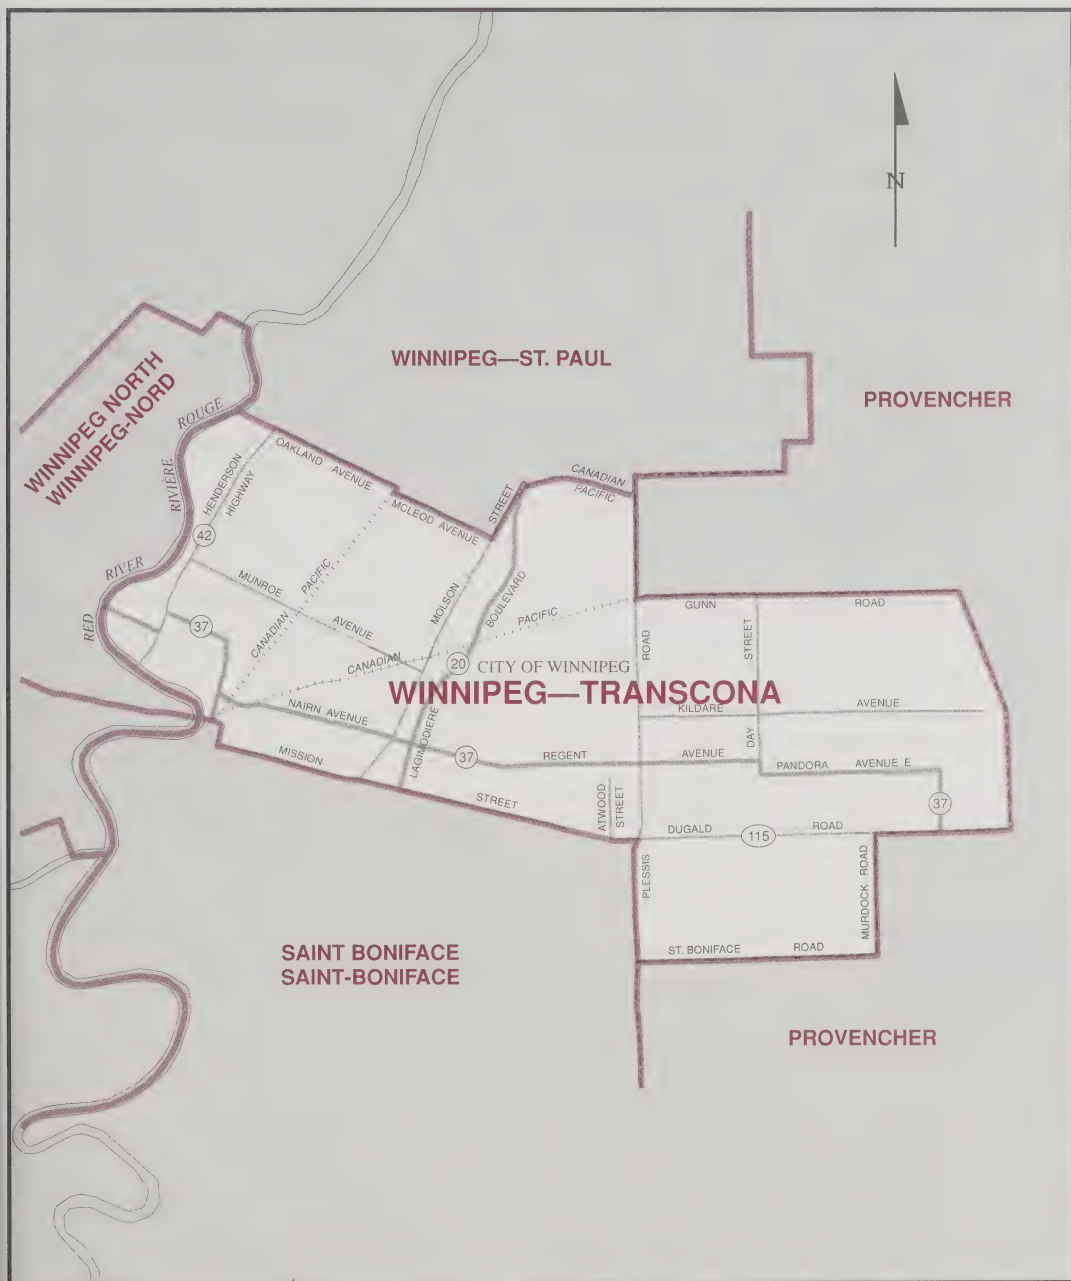 N
WINNIPEG—ST. PAUL
PROVENCHER
WINNIPEG NORTH
WINNIPEG-NORD
RIVIÈRE ROUGE
RED RIVER
HENDERSON
HIGHWAY
42
OAKLAND AVENUE
MCLEOD AVENUE
STREET
MOLSON
CANADIAN
PACIFIC
BOULEVARD
LAGIMODIERE
20
MUNROE AVENUE
CANADIAN PACIFIC
CANADIAN PACIFIC
37
CITY OF WINNIPEG
WINNIPEG—TRANSCONA
GUNN ROAD
ROAD
PLESSIS
STREET
DAY
KILDARE AVENUE
NAIRN AVENUE
37
REGENT AVENUE
PANDORA AVENUE E
37
MISSION STREET
ATWOOD
STREET
DUGALD 115 ROAD
MURDOCK ROAD
ST. BONIFACE ROAD
SAINT BONIFACE
SAINT-BONIFACE
PROVENCHER